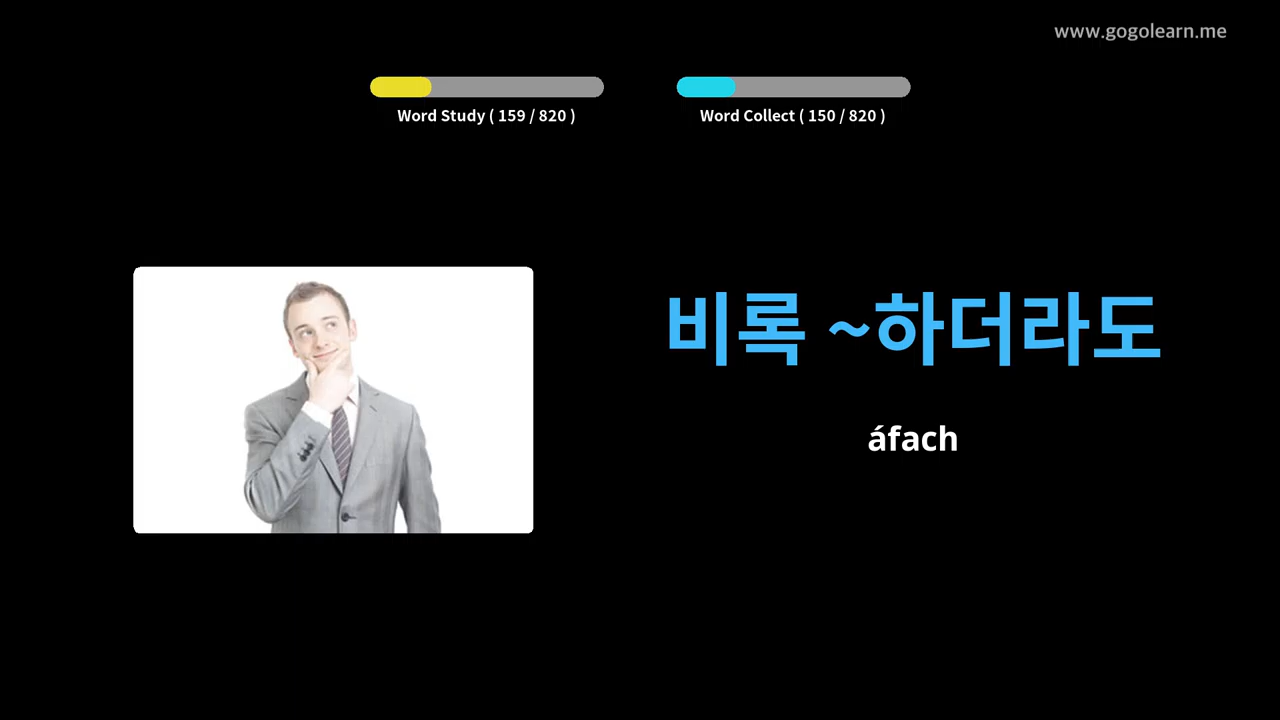 www.gogolearn.me
Word Study ( 159 / 820 )
Word Collect ( 150 / 820 )
비록 ~하더라도
áfach